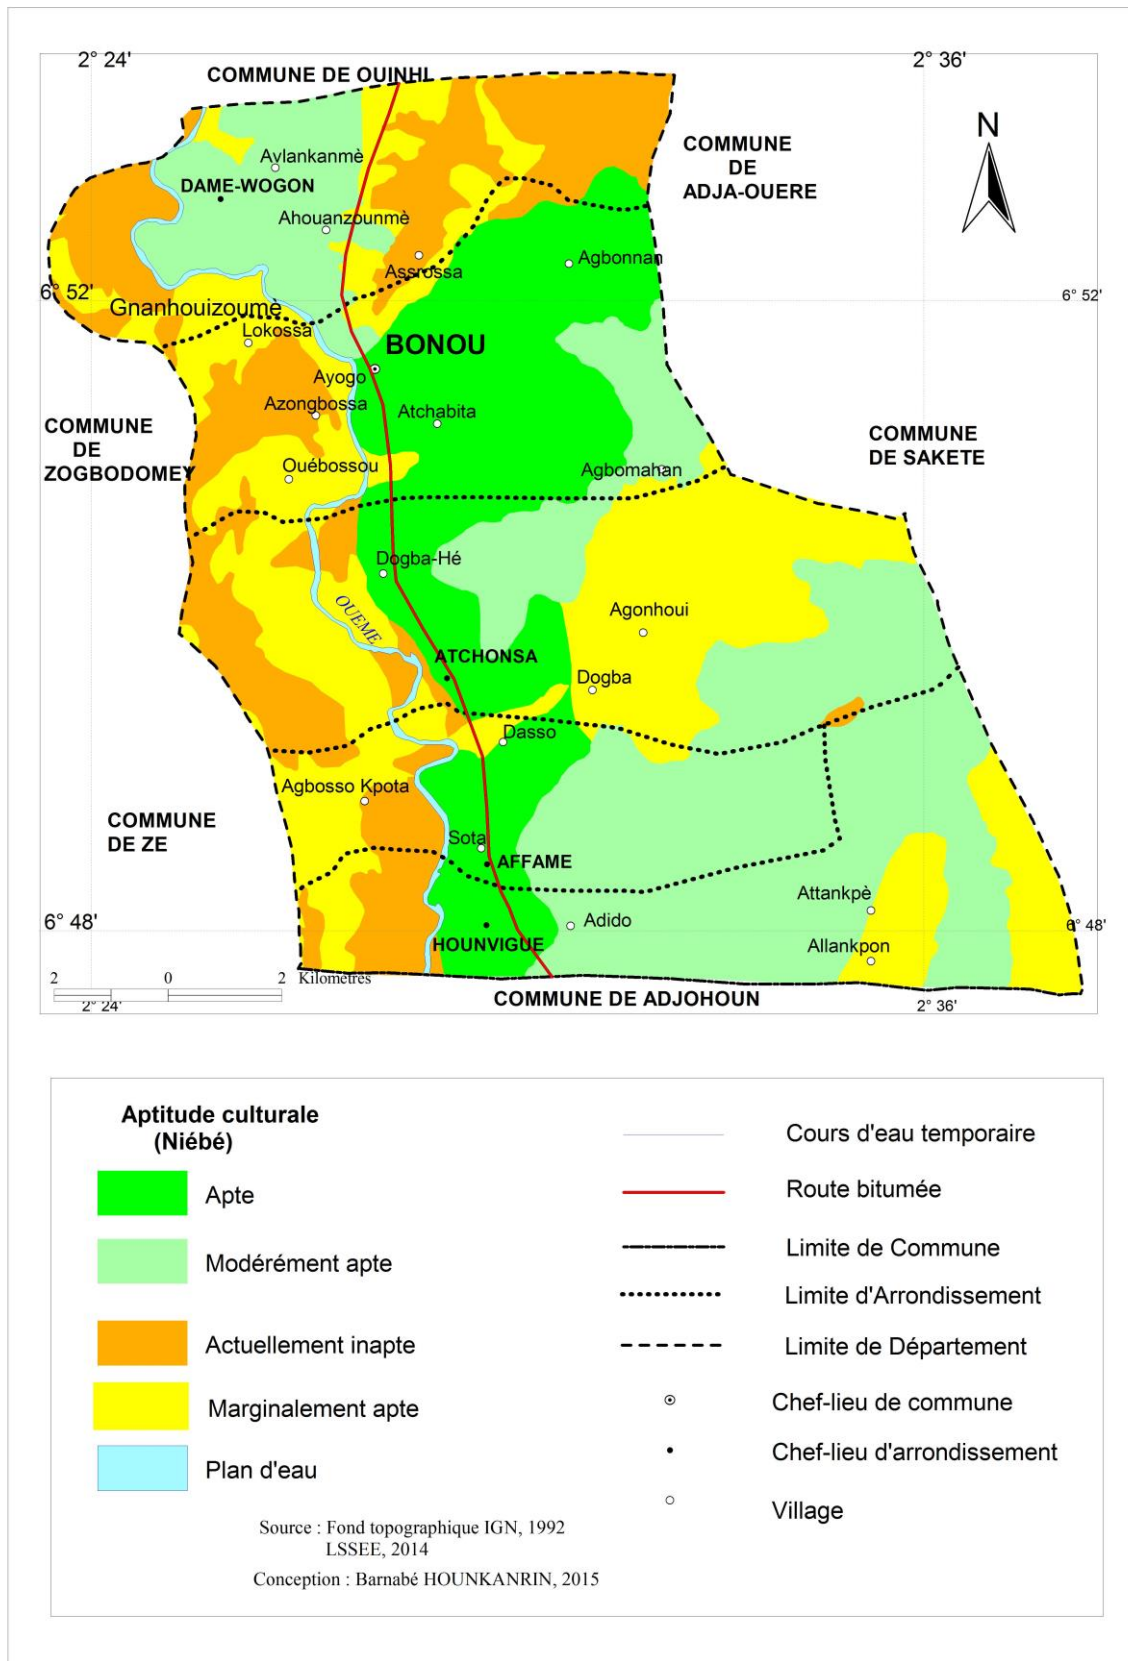 2° 24'
2° 36'
COMMUNE DE OUINHI
N
COMMUNE
DE
ADJA-OUERE
Avlankanmè
DAME-WOGON
Ahouanzounmè
Assrossa
Agbonnan
6° 52'
6° 52'
Gnanhouizoumè
Lokossa
BONOU
Ayogo
Azongbossa
Atchabita
COMMUNE
DE
ZOGBODOMEY
COMMUNE
DE SAKETE
Ouébossou
Agbomahan
Dogba-Hé
OUEME
Agonhoui
ATCHONSA
Dogba
Dasso
Agbosso Kpota
COMMUNE
DE ZE
Sota
AFFAME
Attankpè
6° 48'
Adido
6° 48'
HOUNVIGUE
Allankpon
2 0 2 Kilometres
COMMUNE DE ADJOHOUN
2° 24'
2° 36'
Aptitude culturale
(Niébé)
Apte
Modérément apte
Actuellement inapte
Marginalement apte
Plan d'eau
Cours d'eau temporaire
Route bitumée
Limite de Commune
Limite d'Arrondissement
Limite de Département
Chef-lieu de commune
Chef-lieu d'arrondissement
Village
Source : Fond topographique IGN, 1992
LSSEE, 2014
Conception : Barnabé HOUNKANRIN, 2015